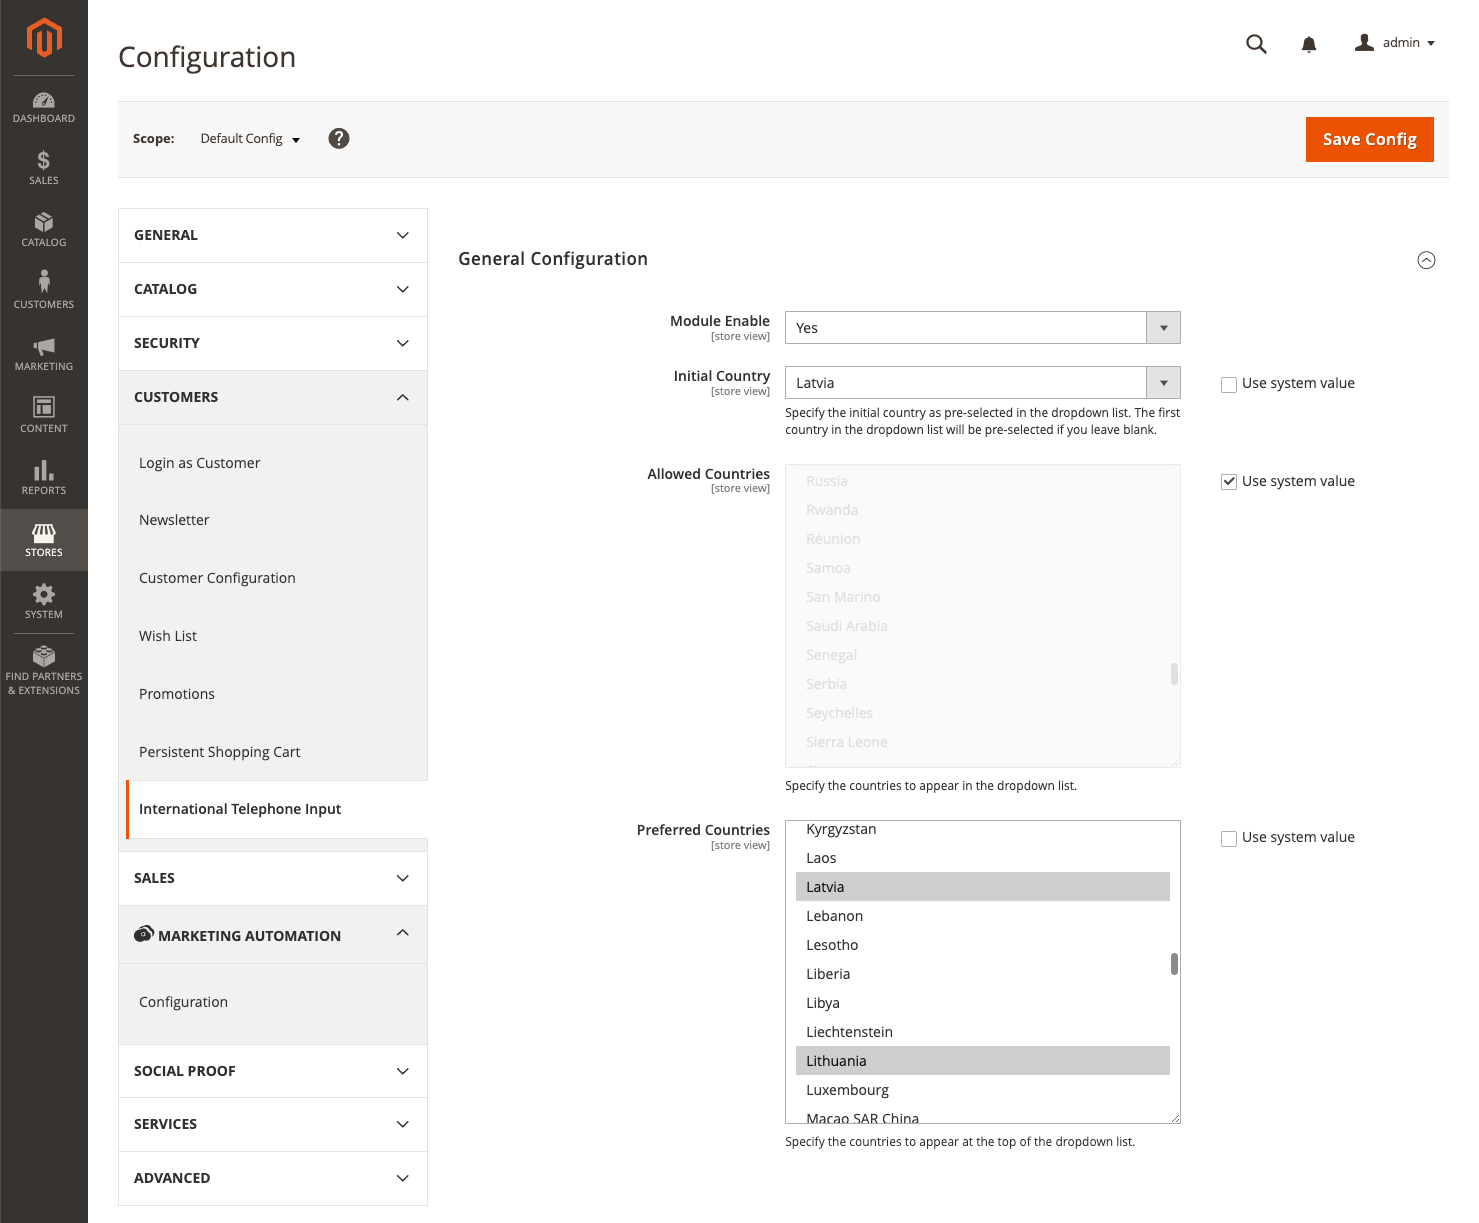 Configuration
admin
Scope:
Default Config
?
Save Config
DASHBOARD
SALES
CATALOG
CUSTOMERS
MARKETING
CONTENT
REPORTS
STORES
SYSTEM
FIND PARTNERS
& EXTENSIONS
GENERAL
CATALOG
SECURITY
CUSTOMERS
Login as Customer
Newsletter
Customer Configuration
Wish List
Promotions
Persistent Shopping Cart
International Telephone Input
SALES
MARKETING AUTOMATION
Configuration
SOCIAL PROOF
SERVICES
ADVANCED
General Configuration
Module Enable
[store view]
Yes
Initial Country
[store view]
Latvia
Use system value
Specify the initial country as pre-selected in the dropdown list. The first
country in the dropdown list will be pre-selected if you leave blank.
Allowed Countries
[store view]
Russia
Rwanda
Réunion
Samoa
San Marino
Saudi Arabia
Senegal
Serbia
Seychelles
Sierra Leone
Use system value
Specify the countries to appear in the dropdown list.
Preferred Countries
[store view]
Kyrgyzstan
Laos
Latvia
Lebanon
Lesotho
Liberia
Libya
Liechtenstein
Lithuania
Luxembourg
Macao SAR China
Use system value
Specify the countries to appear at the top of the dropdown list.